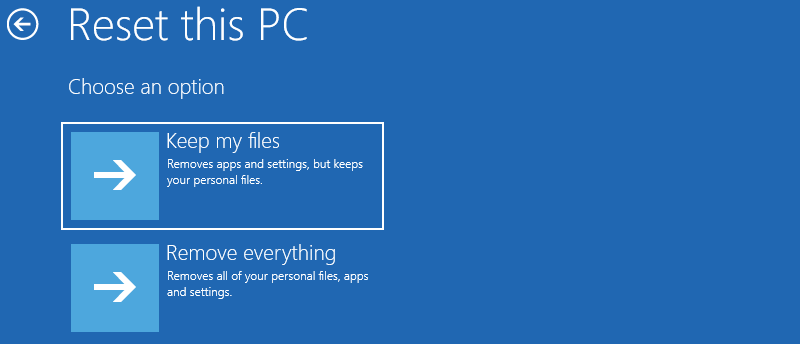 Reset this PC
Choose an option
Keep my files
Removes apps and settings, but keeps
your personal files.
Remove everything
Removes all of your personal files, apps
and settings.